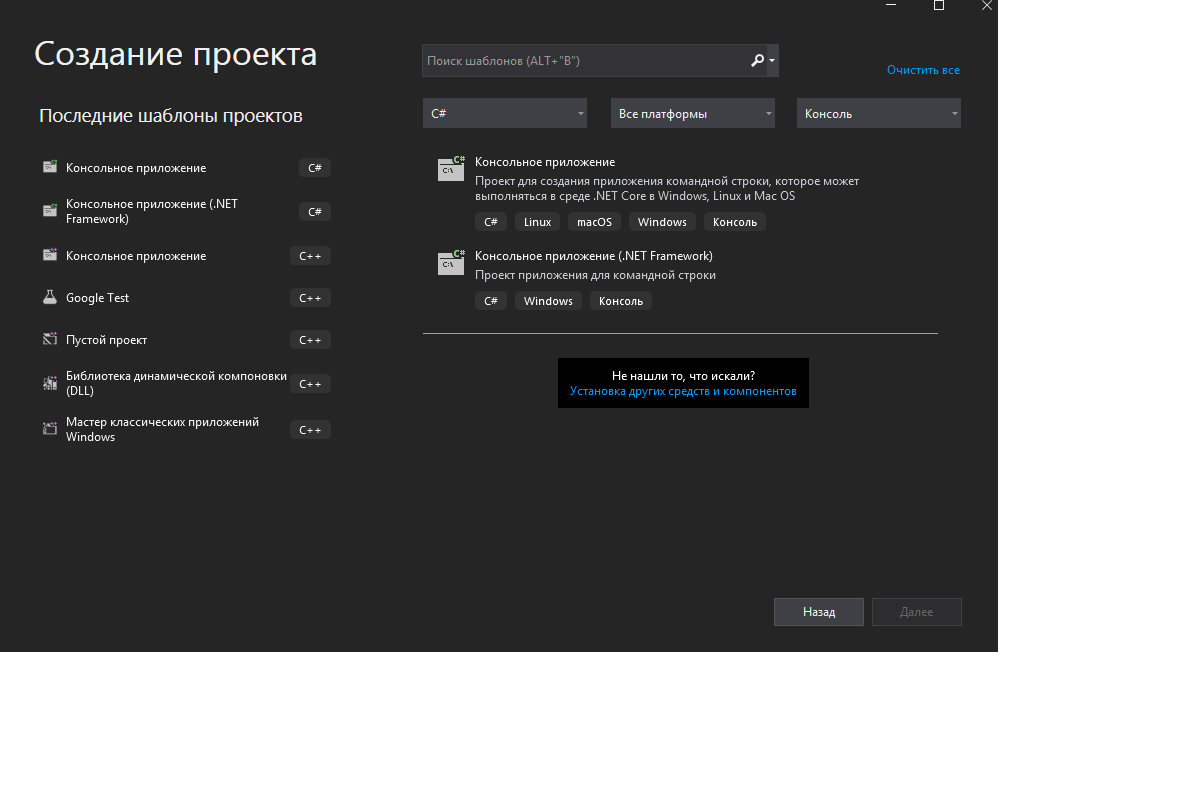 Создание проекта
Последние шаблоны проектов
Консольное приложение C#
Консольное приложение (.NET
Framework) C#
Консольное приложение C++
Google Test C++
Пустой проект C++
Библиотека динамической компоновки
(DLL) C++
Мастер классических приложений
Windows C++
Поиск шаблонов (ALT+"B")
Очистить все
C# Все платформы Консоль
C#
C:\
Консольное приложение
Проект для создания приложения командной строки, которое может
выполняться в среде .NET Core в Windows, Linux и Mac OS
C# Linux macOS Windows Консоль
C#
C:\
Консольное приложение (.NET Framework)
Проект приложения для командной строки
C# Windows Консоль
Не нашли то, что искали?
Установка других средств и компонентов
Назад Далее